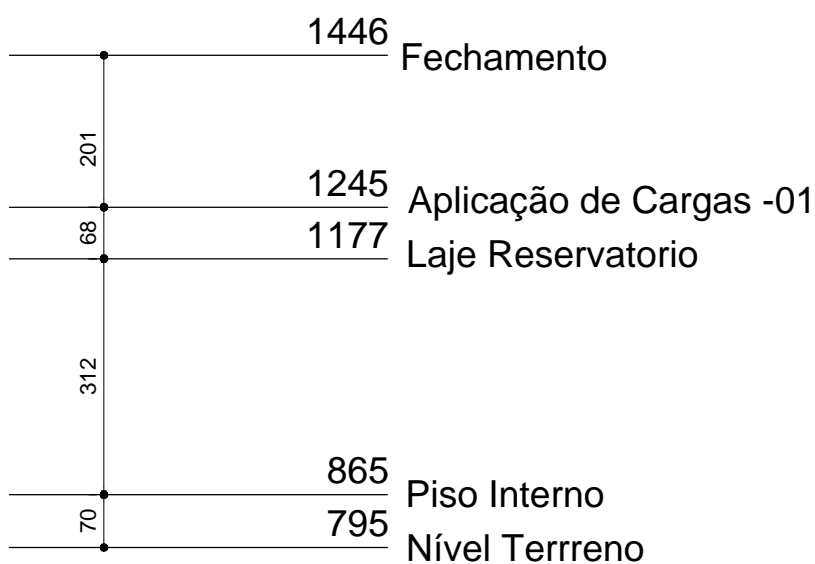 1446 Fechamento
201
1245 Aplicação de Cargas -01
68
1177 Laje Reservatorio
312
865 Piso Interno
70
795 Nível Terrreno